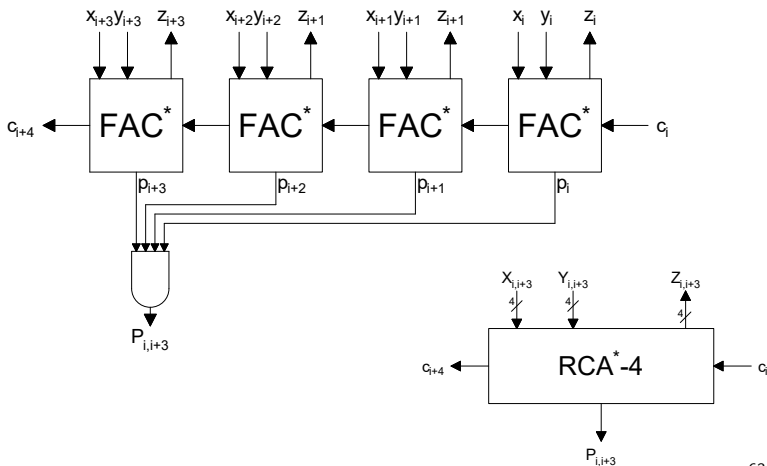 x_{i+3} y_{i+3} z_{i+3} x_{i+2} y_{i+2} z_{i+1} x_{i+1} y_{i+1} z_{i+1} x_i y_i z_i
c_{i+4} FAC* FAC* FAC* FAC* c_i
p_{i+3} p_{i+2} p_{i+1} p_i
P_{i,i+3}
X_{i,i+3} Y_{i,i+3} Z_{i,i+3}
4 4 4
c_{i+4} RCA*-4 c_i
P_{i,i+3}